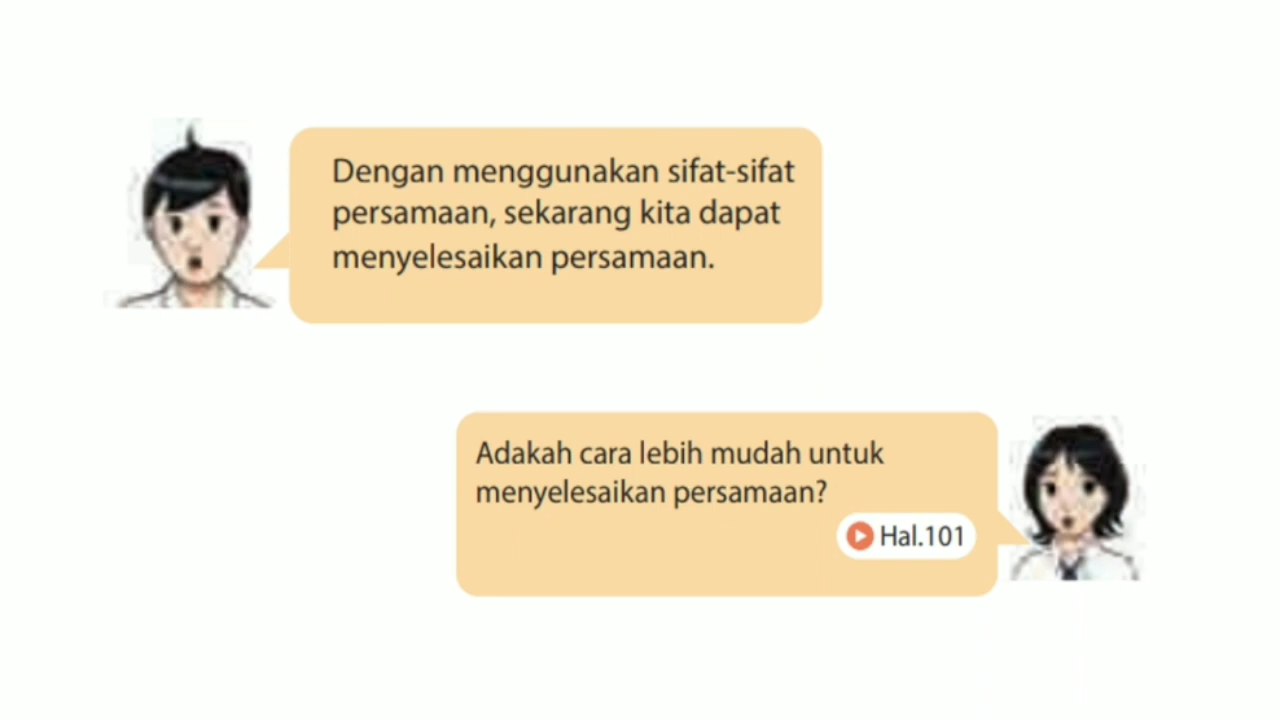 Dengan menggunakan sifat-sifat
persamaan, sekarang kita dapat
menyelesaikan persamaan.
Adakah cara lebih mudah untuk
menyelesaikan persamaan?
Hal.101